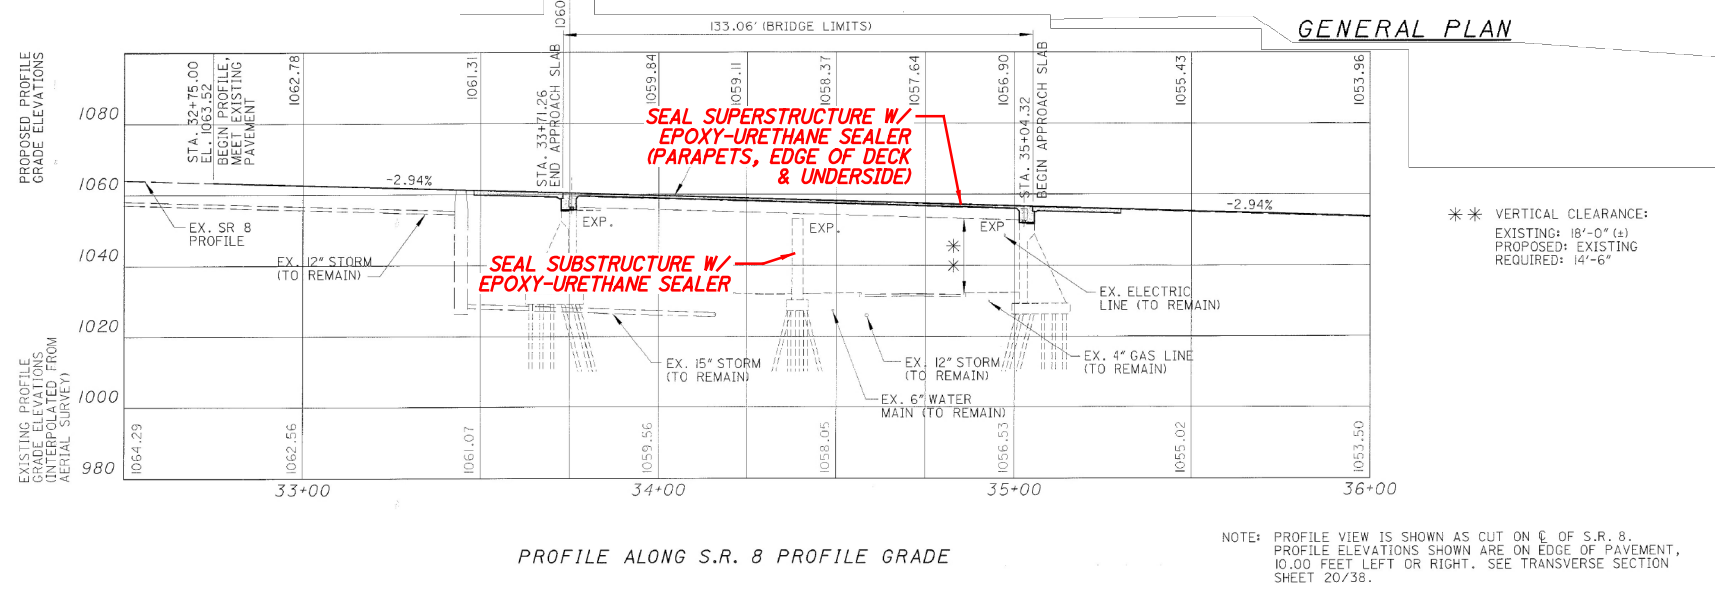 1060
133.06' (BRIDGE LIMITS)
GENERAL PLAN
PROPOSED PROFILE
GRADE ELEVATIONS
STA. 32+75.00
EL. 1063.52
BEGIN PROFILE,
MEET EXISTING
PAVEMENT
1062.78
1061.31
STA. 33+71.26
END APPROACH SLAB
1059.84
1059.11
1058.37
1057.64
1056.90
STA. 35+04.32
BEGIN APPROACH SLAB
1055.43
1053.96
1080
1060
1040
1020
1000
980
SEAL SUPERSTRUCTURE W/
EPOXY-URETHANE SEALER
(PARAPETS, EDGE OF DECK
& UNDERSIDE)
-2.94%
-2.94%
EX. SR 8
PROFILE
EX. 12" STORM
(TO REMAIN)
EXP.
EXP.
EXP
SEAL SUBSTRUCTURE W/
EPOXY-URETHANE SEALER
** VERTICAL CLEARANCE:
EXISTING: 18'-0" (±)
PROPOSED: EXISTING
REQUIRED: 14'-6"
**
EX. ELECTRIC
LINE (TO REMAIN)
EX. 15" STORM
(TO REMAIN)
EX. 12" STORM
(TO REMAIN)
EX. 4" GAS LINE
(TO REMAIN)
EX. 6" WATER
MAIN (TO REMAIN)
EXISTING PROFILE
GRADE ELEVATIONS
(INTERPOLATED FROM
AERIAL SURVEY)
1064.29
1062.56
1061.07
1059.56
1058.05
1056.53
1055.02
1053.50
33+00
34+00
35+00
36+00
PROFILE ALONG S.R. 8 PROFILE GRADE
NOTE: PROFILE VIEW IS SHOWN AS CUT ON ℄ OF S.R. 8.
PROFILE ELEVATIONS SHOWN ARE ON EDGE OF PAVEMENT,
10.00 FEET LEFT OR RIGHT. SEE TRANSVERSE SECTION
SHEET 20/38.